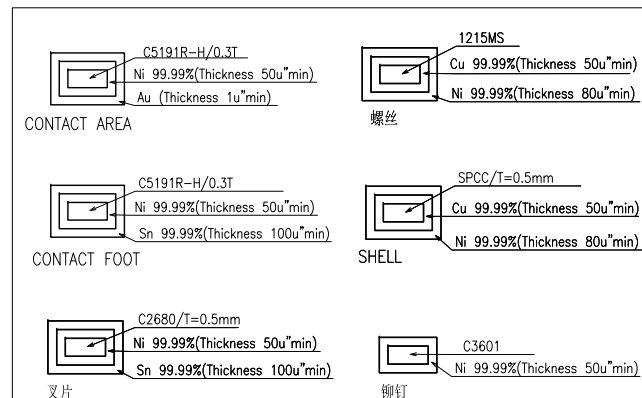 C5191R-H/0.3T
Ni 99.99%(Thickness 50u"min)
Au (Thickness 1u"min)
CONTACT AREA
1215MS
Cu 99.99%(Thickness 50u"min)
Ni 99.99%(Thickness 80u"min)
螺丝
C5191R-H/0.3T
Ni 99.99%(Thickness 50u"min)
Sn 99.99%(Thickness 100u"min)
CONTACT FOOT
SPCC/T=0.5mm
Cu 99.99%(Thickness 50u"min)
Ni 99.99%(Thickness 80u"min)
SHELL
C2680/T=0.5mm
Ni 99.99%(Thickness 50u"min)
Sn 99.99%(Thickness 100u"min)
叉片
C3601
Ni 99.99%(Thickness 50u"min)
铆钉